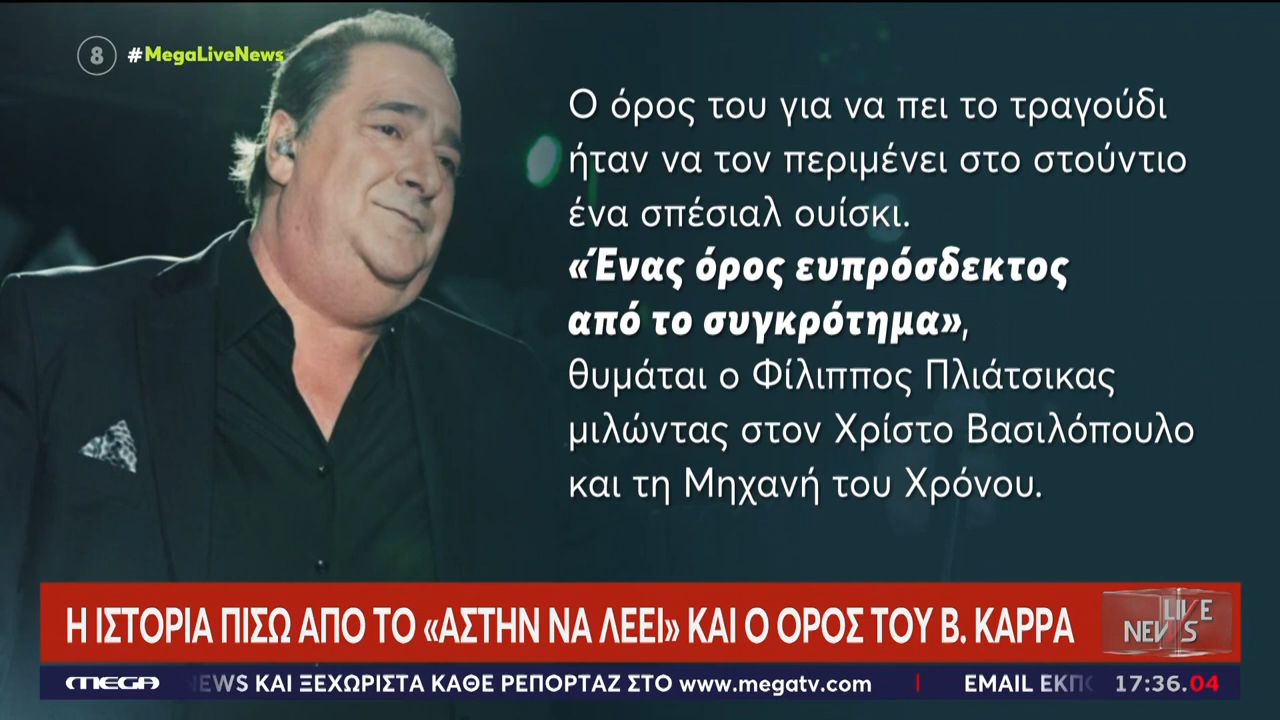 8 #MegaLiveNews
Ο όρος του για να πει το τραγούδι
ήταν να τον περιμένει στο στούντιο
ένα σπέσιαλ ουίσκι.
«Ένας όρος ευπρόσδεκτος
από το συγκρότημα»,
θυμάται ο Φίλιππος Πλιάτσικας
μιλώντας στον Χρίστο Βασιλόπουλο
και τη Μηχανή του Χρόνου.
Η ΙΣΤΟΡΙΑ ΠΙΣΩ ΑΠΟ ΤΟ «ΑΣΤΗΝ ΝΑ ΛΕΕΙ» ΚΑΙ Ο ΟΡΟΣ ΤΟΥ Β. ΚΑΡΡΑ
LIVE
NEWS
MEGA NEWS ΚΑΙ ΞΕΧΩΡΙΣΤΑ ΚΑΘΕ ΡΕΠΟΡΤΑΖ ΣΤΟ www.megatv.com | EMAIL ΕΚΠΟ 17:36.04